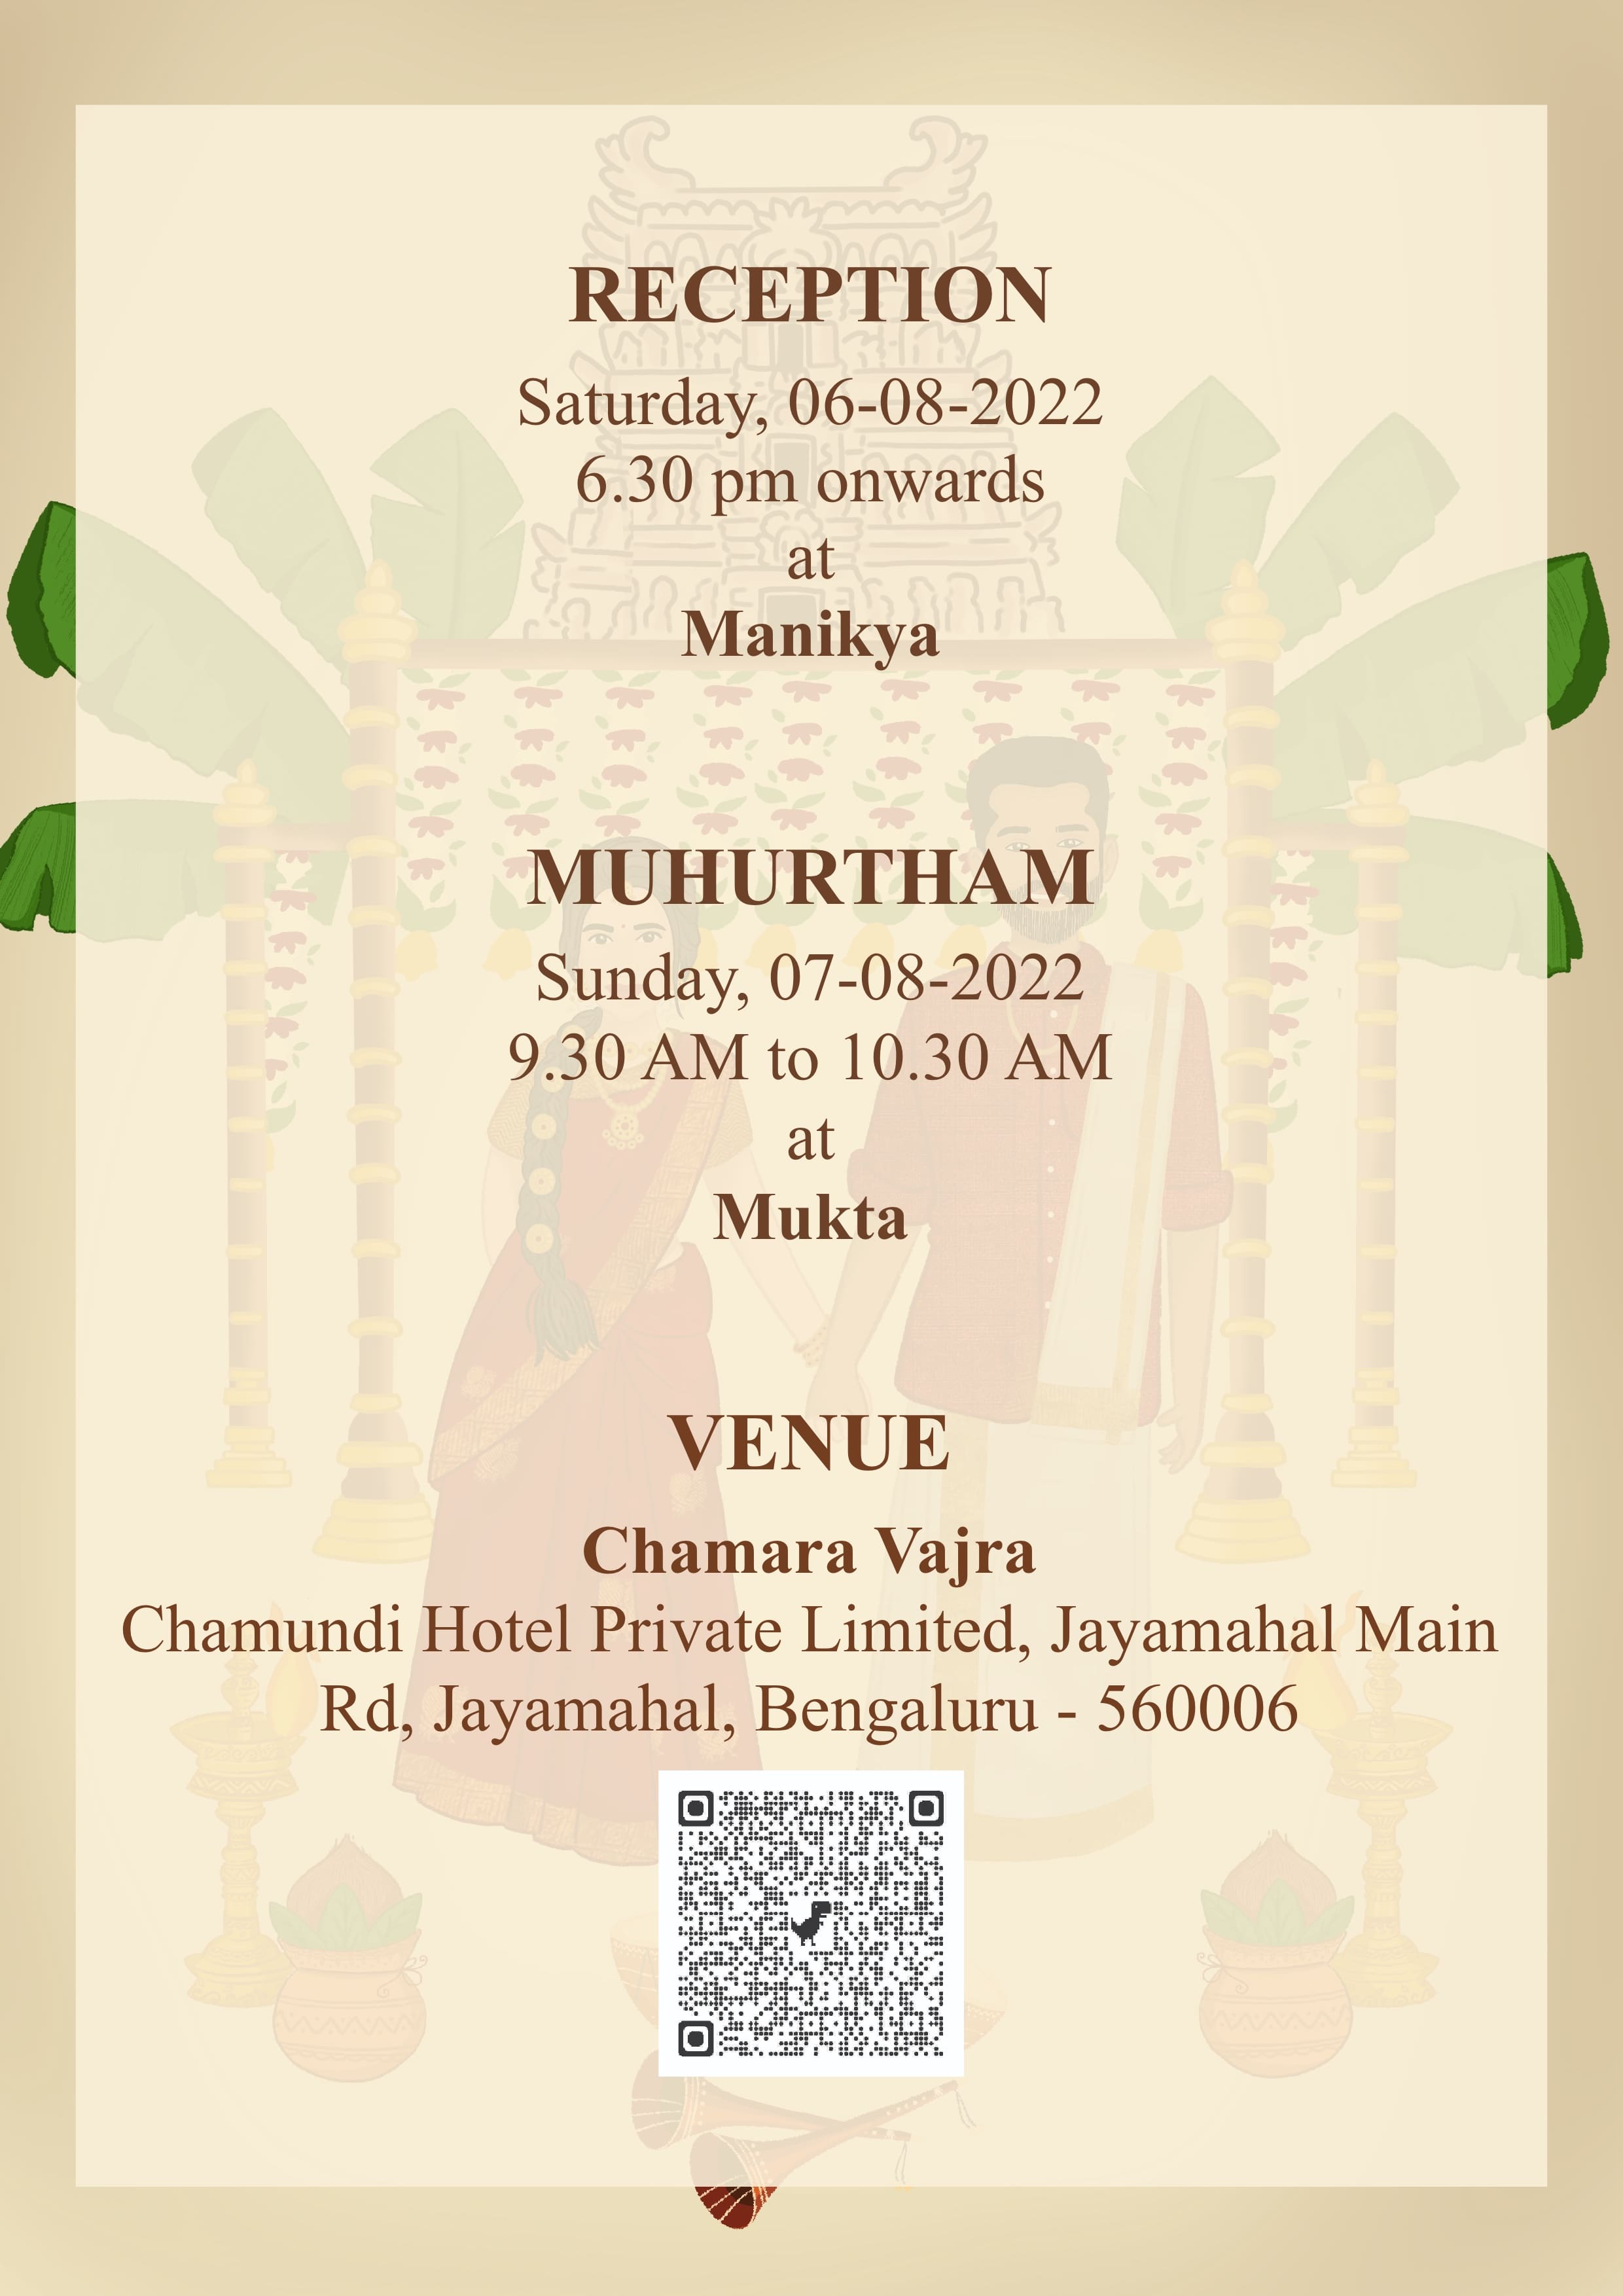 RECEPTION
Saturday, 06-08-2022
6.30 pm onwards
at
Manikya
MUHURTHAM
Sunday, 07-08-2022
9.30 AM to 10.30 AM
at
Mukta
VENUE
Chamara Vajra
Chamundi Hotel Private Limited, Jayamahal Main
Rd, Jayamahal, Bengaluru - 560006